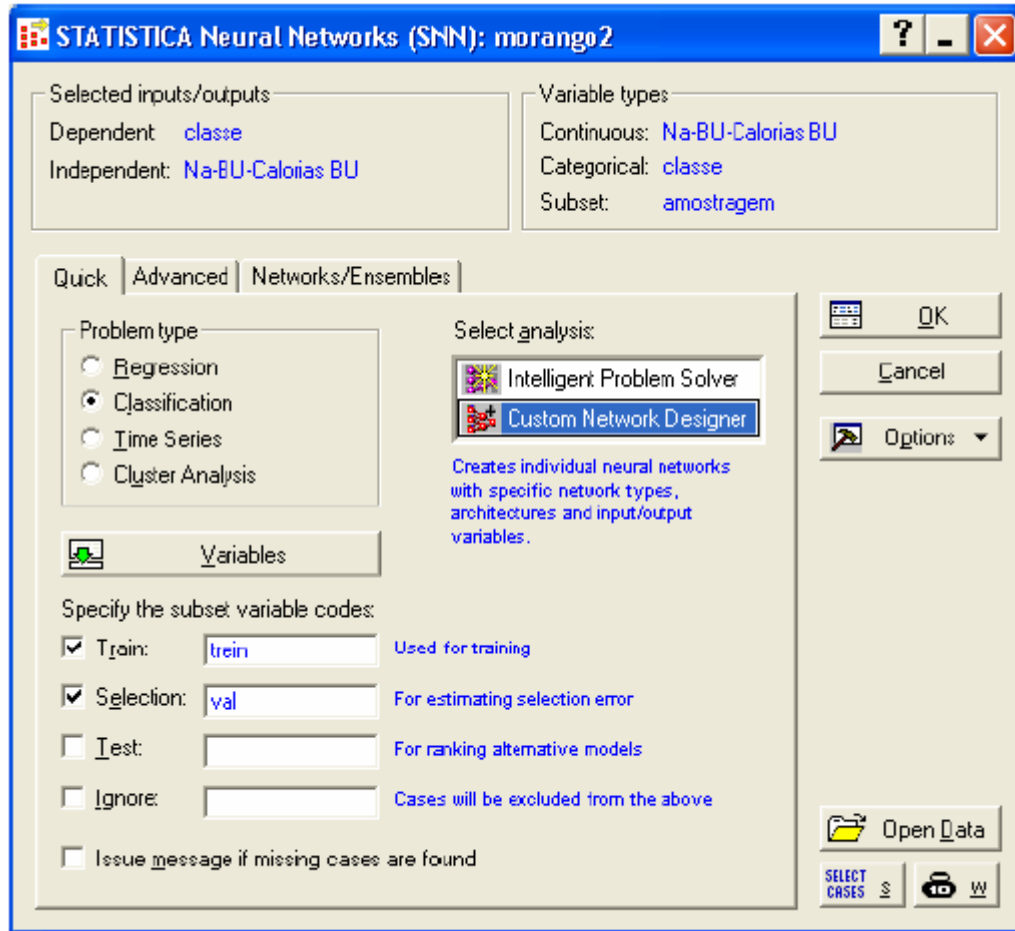 STATISTICA Neural Networks (SNN): morango2
Selected inputs/outputs
Dependent classe
Independent: Na-BU-Calorias BU
Variable types
Continuous: Na-BU-Calorias BU
Categorical: classe
Subset: amostragem
Quick Advanced Networks/Ensembles
Problem type
Regression
Classification
Time Series
Cluster Analysis
Select analysis:
Intelligent Problem Solver
Custom Network Designer
Creates individual neural networks
with specific network types,
architectures and input/output
variables.
Variables
Specify the subset variable codes:
Train: trein Used for training
Selection: val For estimating selection error
Test: For ranking alternative models
Ignore: Cases will be excluded from the above
Issue message if missing cases are found
OK
Cancel
Options
Open Data
SELECT CASES S
W